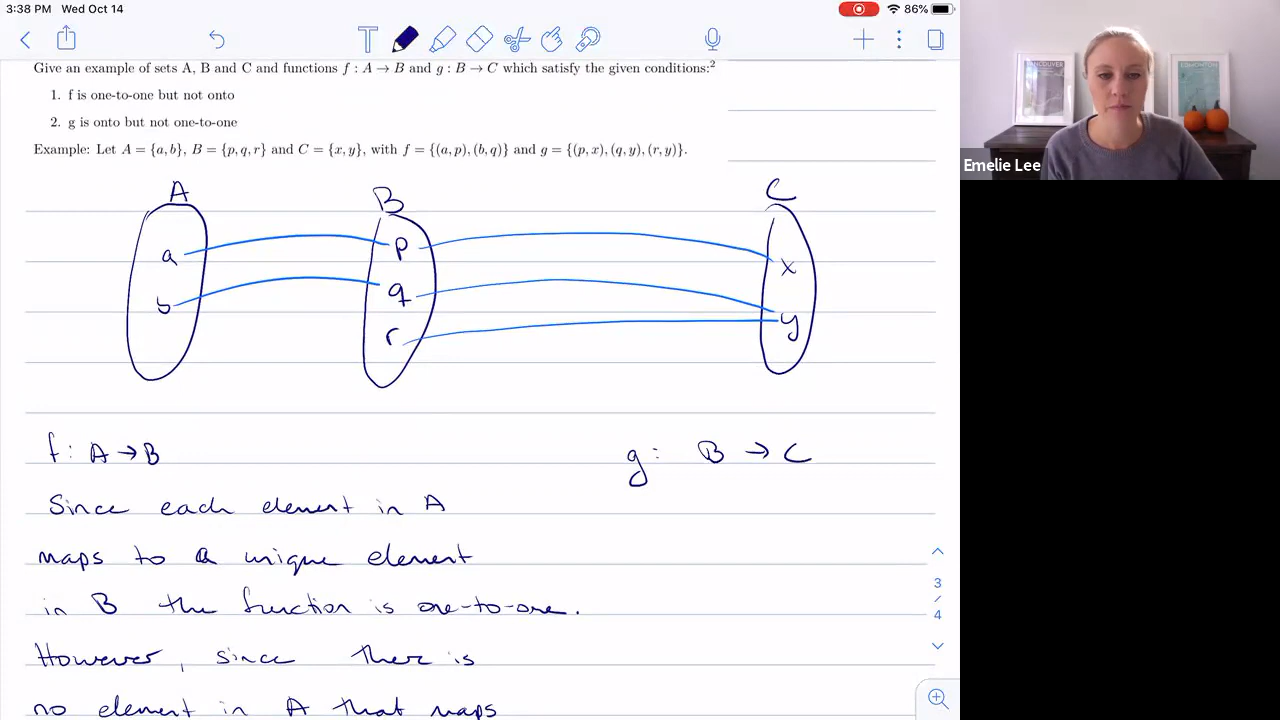 3:38 PM Wed Oct 14
86%
Give an example of sets A, B and C and functions f : A → B and g : B → C which satisfy the given conditions:²
1. f is one-to-one but not onto
2. g is onto but not one-to-one
Example: Let A = {a, b}, B = {p, q, r} and C = {x, y}, with f = {(a, p), (b, q)} and g = {(p, x), (q, y), (r, y)}.
A B C
a p x
b q y
r
f: A → B
g: B → C
Since each element in A
maps to a unique element
in B the function is one-to-one.
However, since there is
no element in A that maps
3
/
4
VANCOUVER
EDMONTON
Emelie Lee